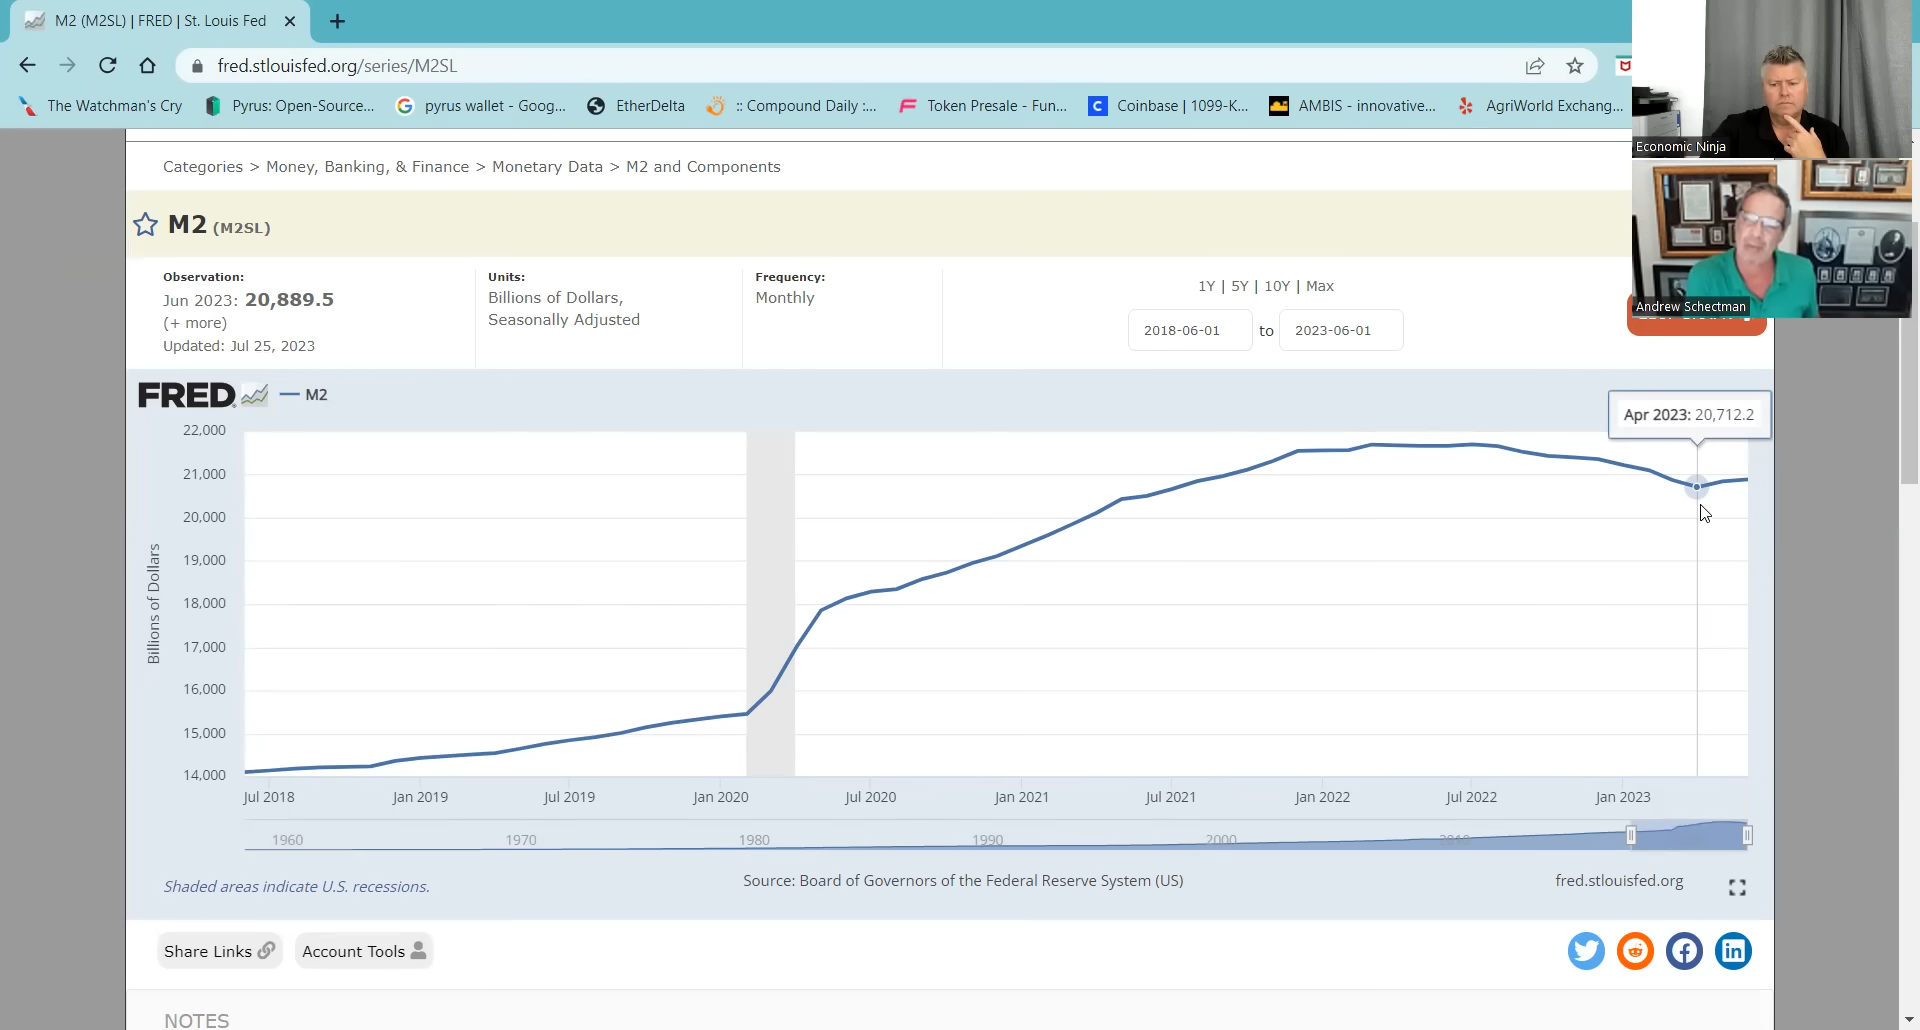 M2 (M2SL) | FRED | St. Louis Fed
fred.stlouisfed.org/series/M2SL
The Watchman's Cry
Pyrus: Open-Source...
pyrus wallet - Goog...
EtherDelta
:: Compound Daily :...
Token Presale - Fun...
Coinbase | 1099-K...
AMBIS - innovative...
AgriWorld Exchang...
Economic Ninja
Andrew Schectman
Categories > Money, Banking, & Finance > Monetary Data > M2 and Components
M2 (M2SL)
Observation:
Jun 2023: 20,889.5
(+ more)
Updated: Jul 25, 2023
Units:
Billions of Dollars,
Seasonally Adjusted
Frequency:
Monthly
1Y | 5Y | 10Y | Max
2018-06-01 to 2023-06-01
FRED
M2
Apr 2023: 20,712.2
22,000
21,000
20,000
19,000
18,000
17,000
16,000
15,000
14,000
Billions of Dollars
Jul 2018
Jan 2019
Jul 2019
Jan 2020
Jul 2020
Jan 2021
Jul 2021
Jan 2022
Jul 2022
Jan 2023
1960
1970
1980
1990
2000
2010
Shaded areas indicate U.S. recessions.
Source: Board of Governors of the Federal Reserve System (US)
fred.stlouisfed.org
Share Links
Account Tools
NOTES